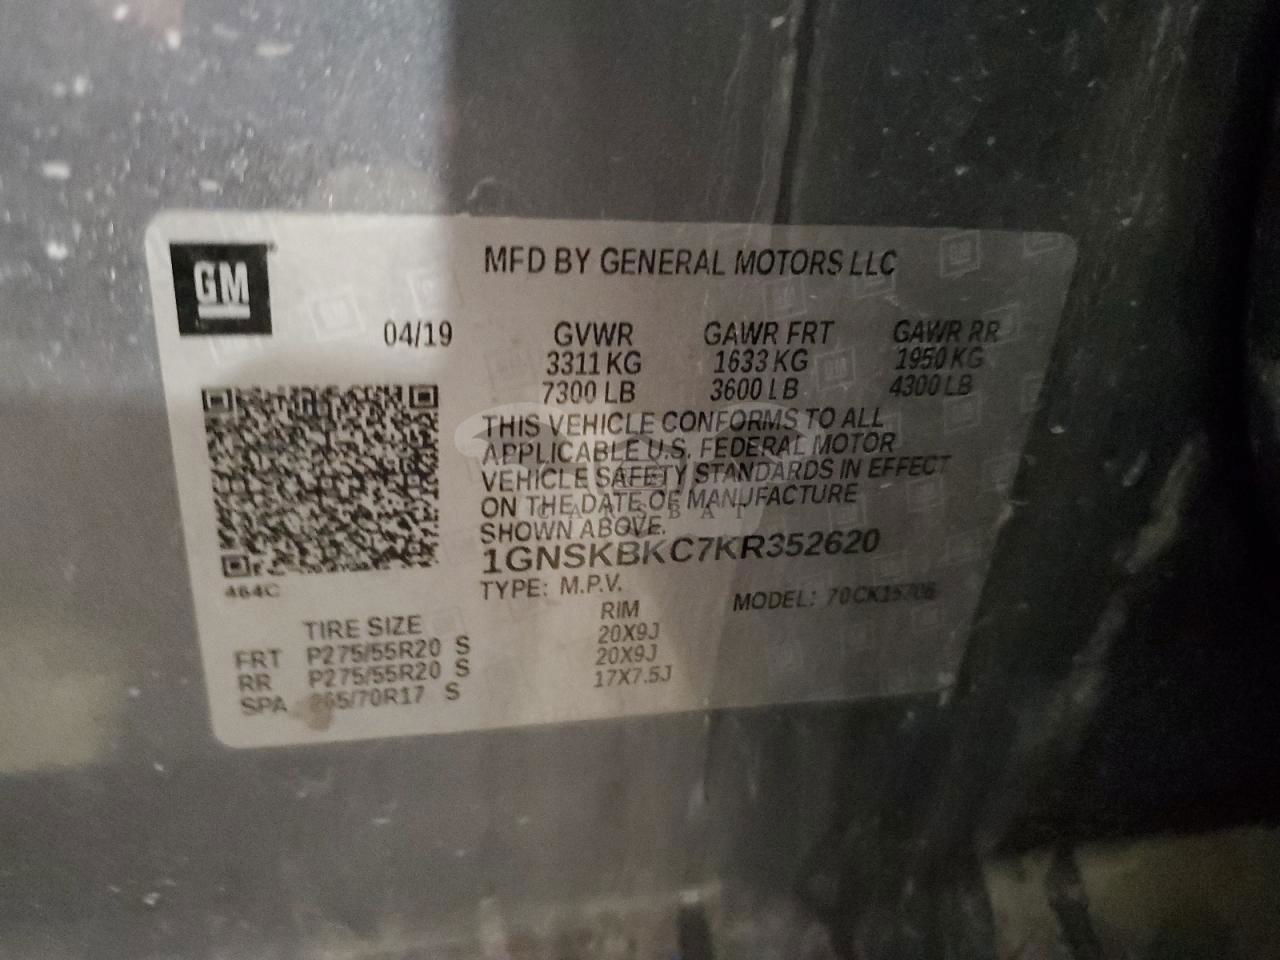 GM
MFD BY GENERAL MOTORS LLC
04/19 GVWR GAWR FRT GAWR RR
3311 KG 1633 KG 1950 KG
7300 LB 3600 LB 4300 LB
THIS VEHICLE CONFORMS TO ALL
APPLICABLE U.S. FEDERAL MOTOR
VEHICLE SAFETY STANDARDS IN EFFECT
ON THE DATE OF MANUFACTURE
SHOWN ABOVE.
1GNSKBKC7KR352620
464C
TYPE: M.P.V. MODEL: 70CK15706
TIRE SIZE RIM
FRT P275/55R20 S 20X9J
RR P275/55R20 S 20X9J
SPA 265/70R17 S 17X7.5J